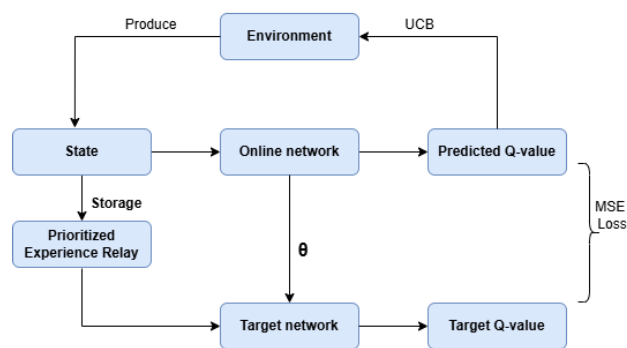 Produce
Environment
UCB
State
Online network
Predicted Q-value
Storage
Prioritized
Experience Relay
θ
MSE
Loss
Target network
Target Q-value